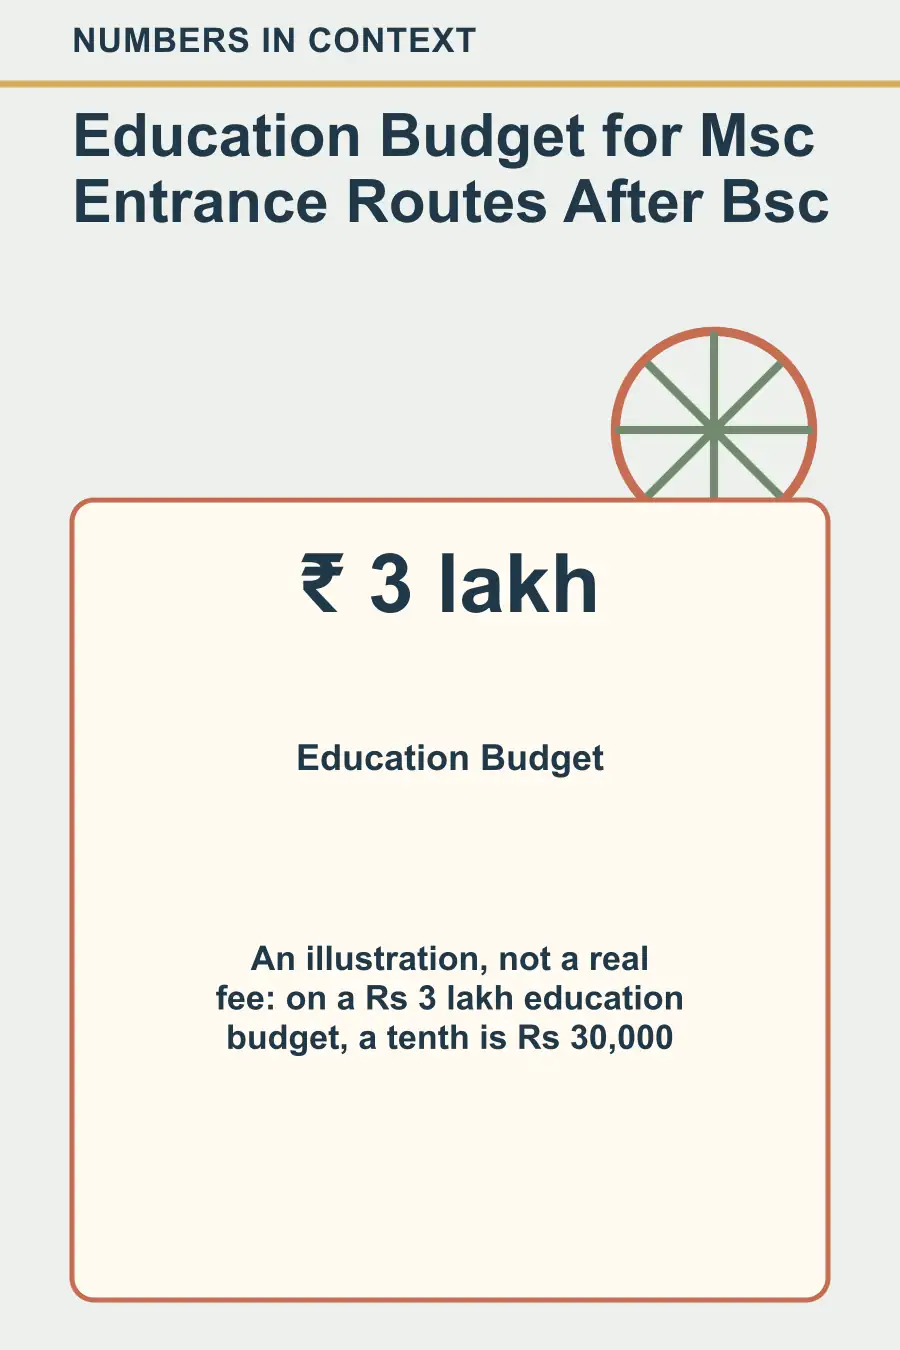 NUMBERS IN CONTEXT
Education Budget for Msc
Entrance Routes After Bsc
₹ 3 lakh
Education Budget
An illustration, not a real
fee: on a Rs 3 lakh education
budget, a tenth is Rs 30,000